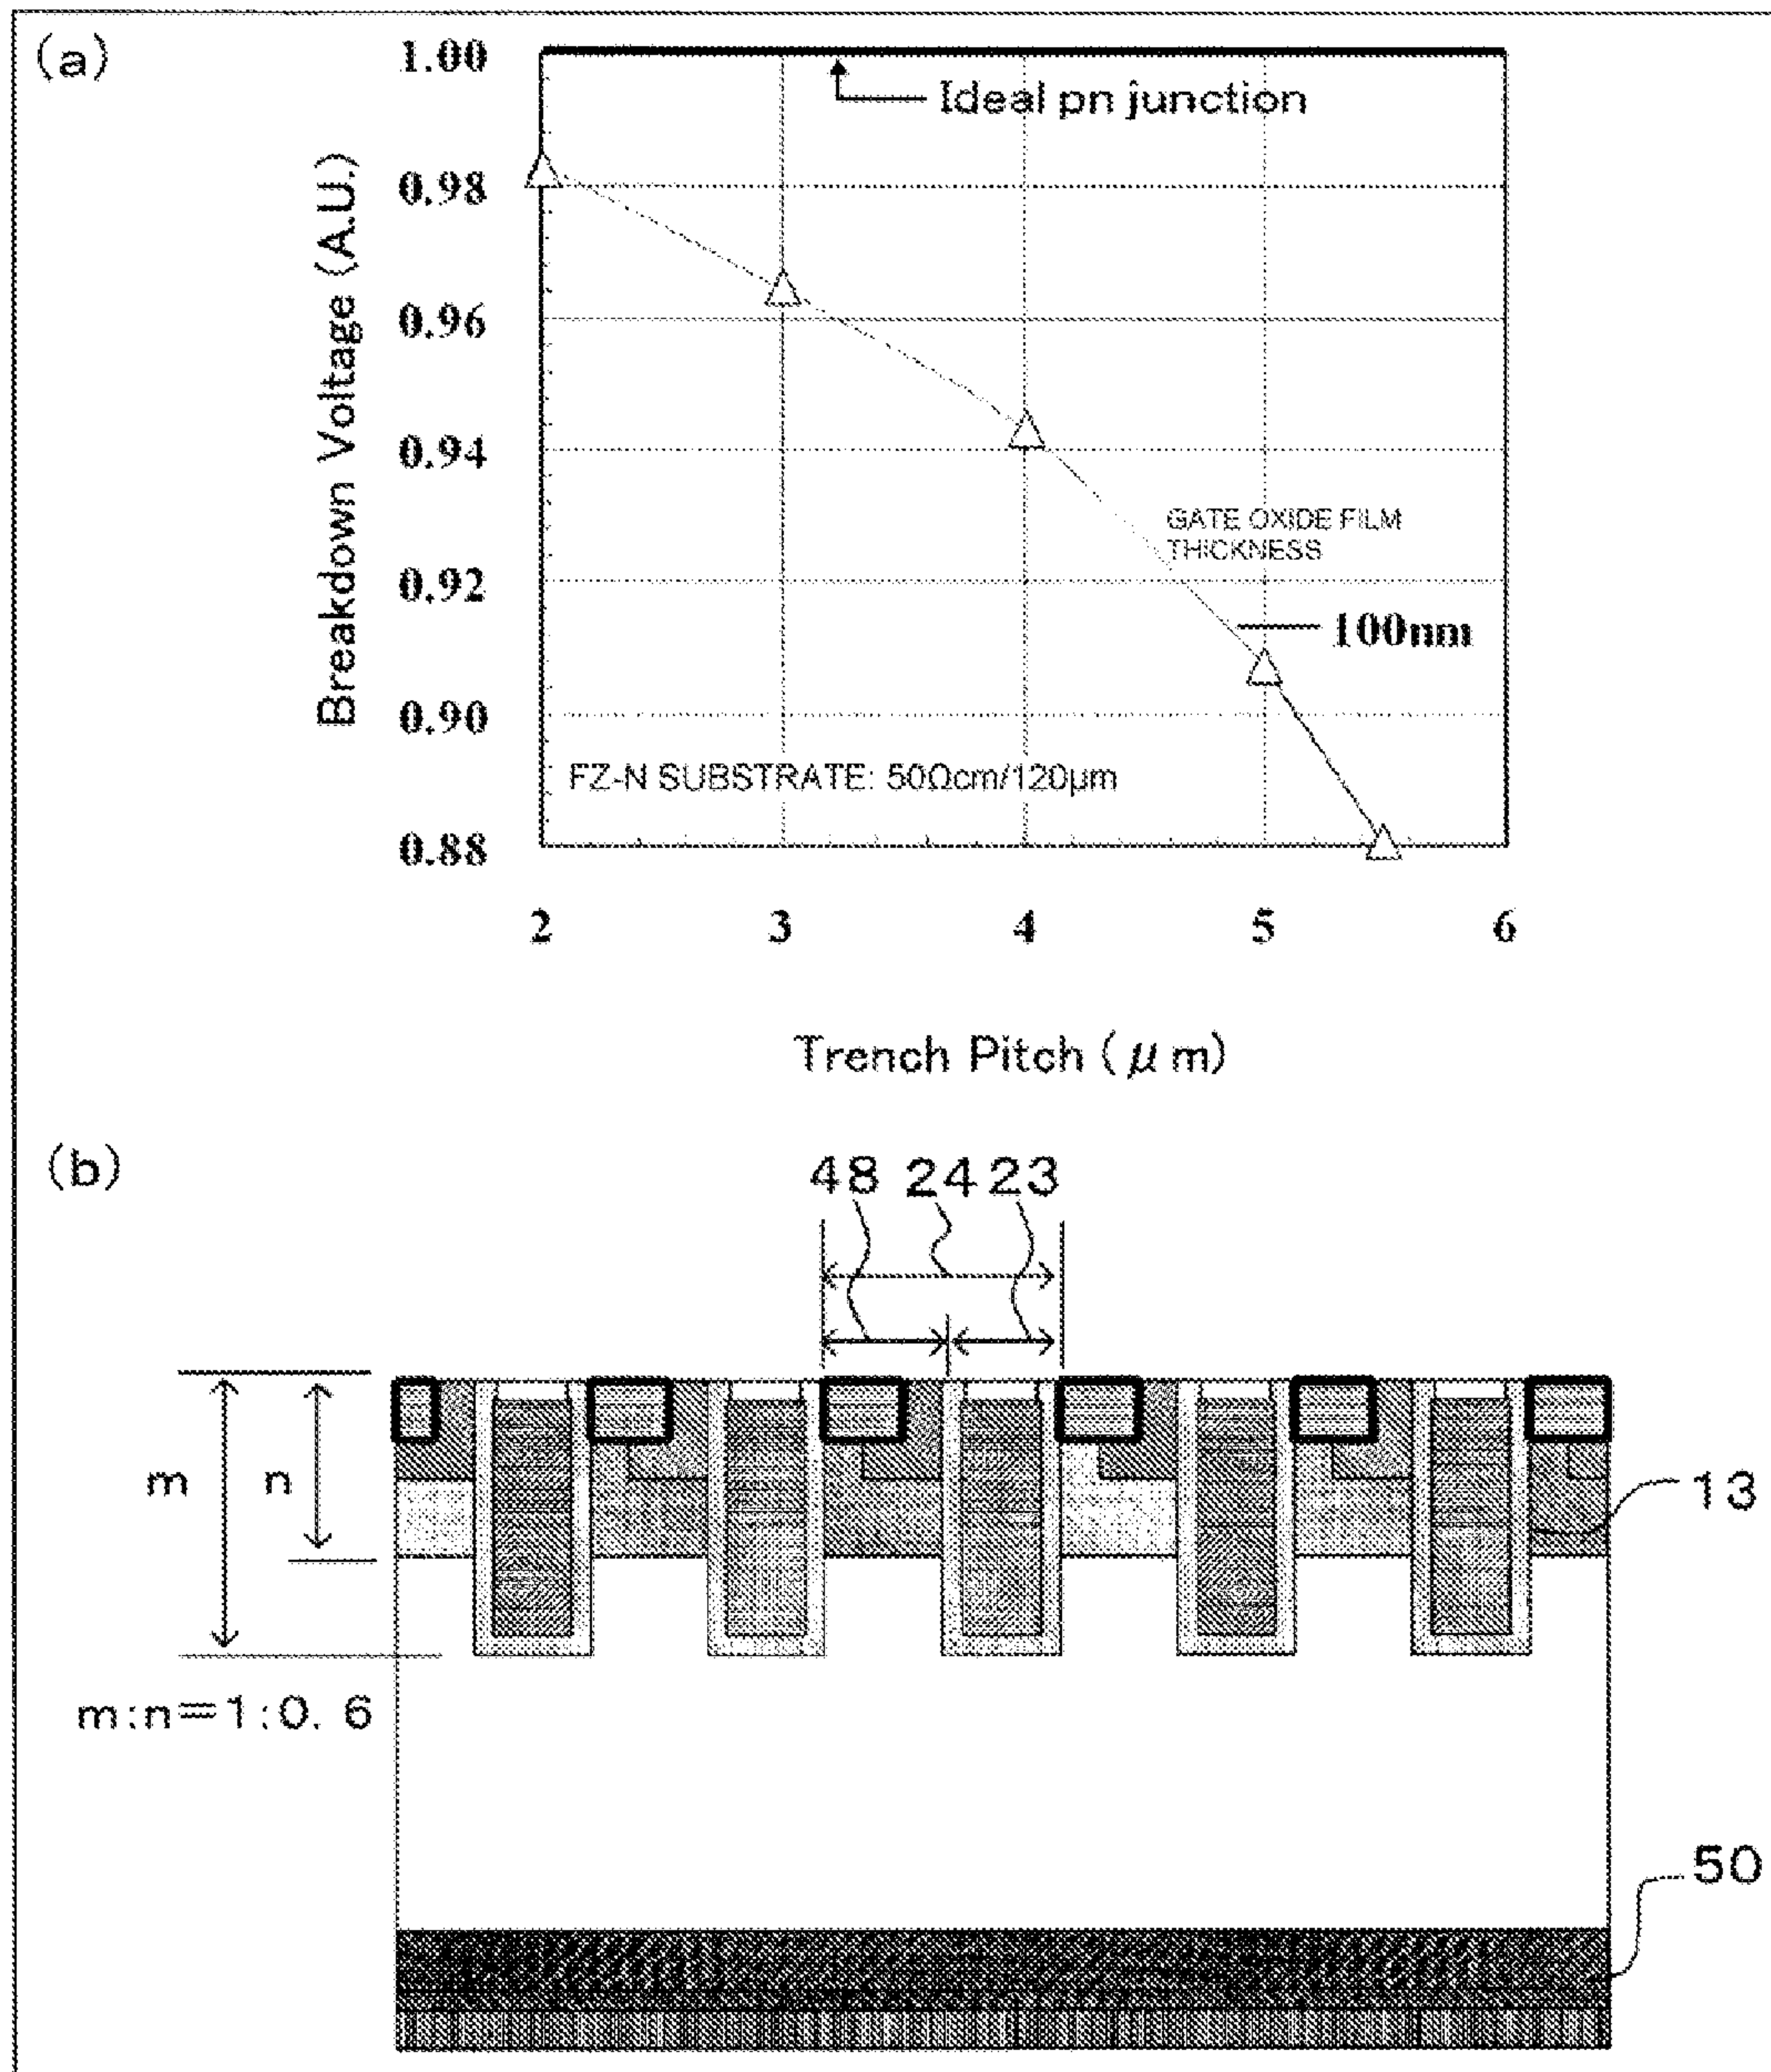 (a)
1.00
Ideal pn junction
0.98
0.96
0.94
GATE OXIDE FILM
THICKNESS
0.92
100nm
0.90
FZ-N SUBSTRATE: 50Ωcm/120μm
0.88
Breakdown Voltage (A.U.)
2 3 4 5 6
Trench Pitch (μm)
(b)
48 24 23
m n
13
m:n=1:0.6
50